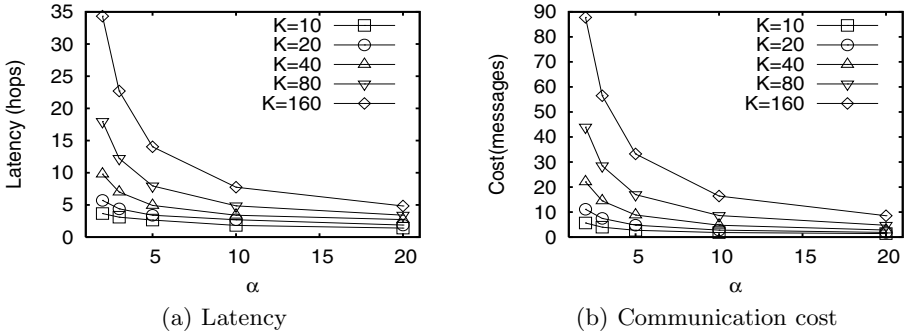 35
30
25
20
15
10
5
0
Latency (hops)
K=10
K=20
K=40
K=80
K=160
5
10
15
20
α
(a) Latency
90
80
70
60
50
40
30
20
10
0
Cost(messages)
K=10
K=20
K=40
K=80
K=160
5
10
15
20
α
(b) Communication cost